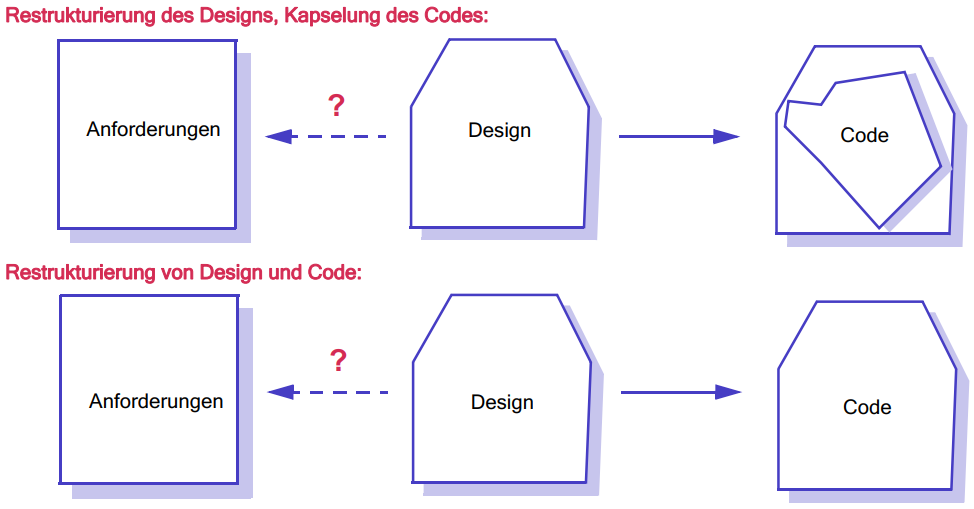 Restrukturierung des Designs, Kapselung des Codes:
Anforderungen
?
Design
Code
Restrukturierung von Design und Code:
Anforderungen
?
Design
Code